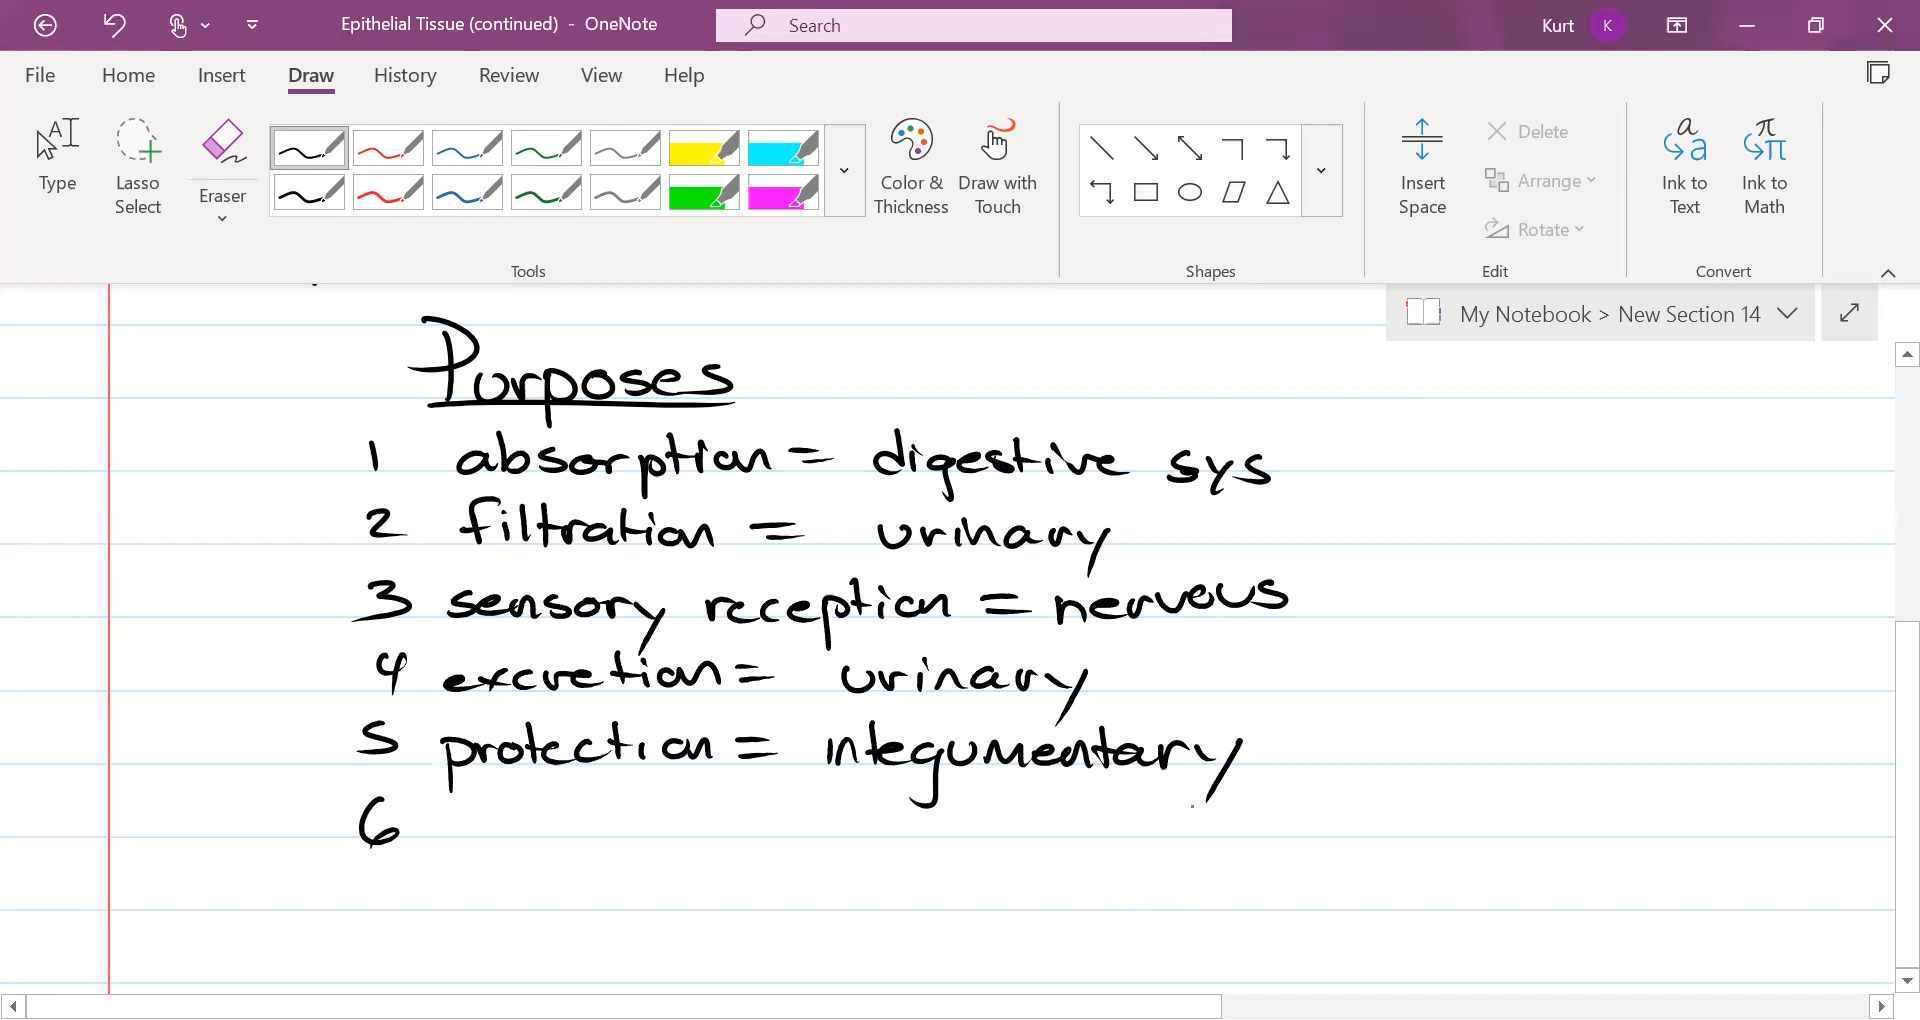 Epithelial Tissue (continued) - OneNote
Search
Kurt K
File Home Insert Draw History Review View Help
Type
Lasso Select
Eraser
Color & Thickness
Draw with Touch
Insert Space
Delete
Arrange
Rotate
Ink to Text
Ink to Math
Tools
Shapes
Edit
Convert
My Notebook > New Section 14
Purposes
1 absorption = digestive sys
2 filtration = urinary
3 sensory reception = nervous
4 excretion = urinary
5 protection = integumentary
6